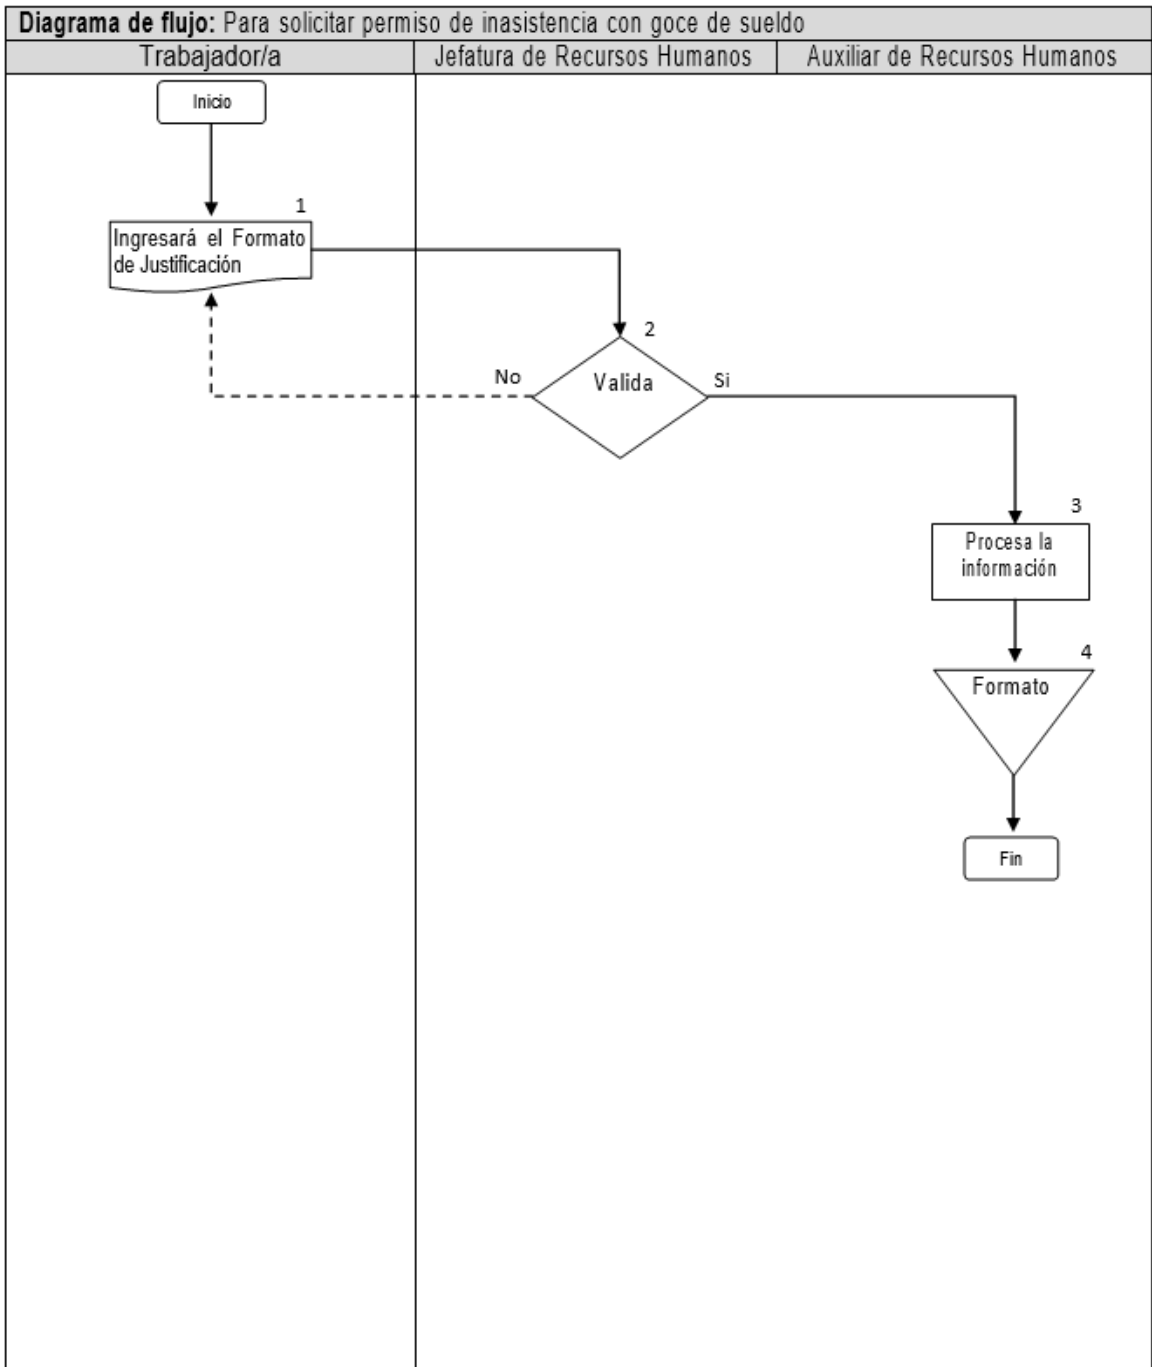 Diagrama de flujo: Para solicitar permiso de inasistencia con goce de sueldo
Trabajador/a
Jefatura de Recursos Humanos
Auxiliar de Recursos Humanos
Inicio
1
Ingresará el Formato
de Justificación
2
No
Valida
Si
3
Procesa la
información
4
Formato
Fin